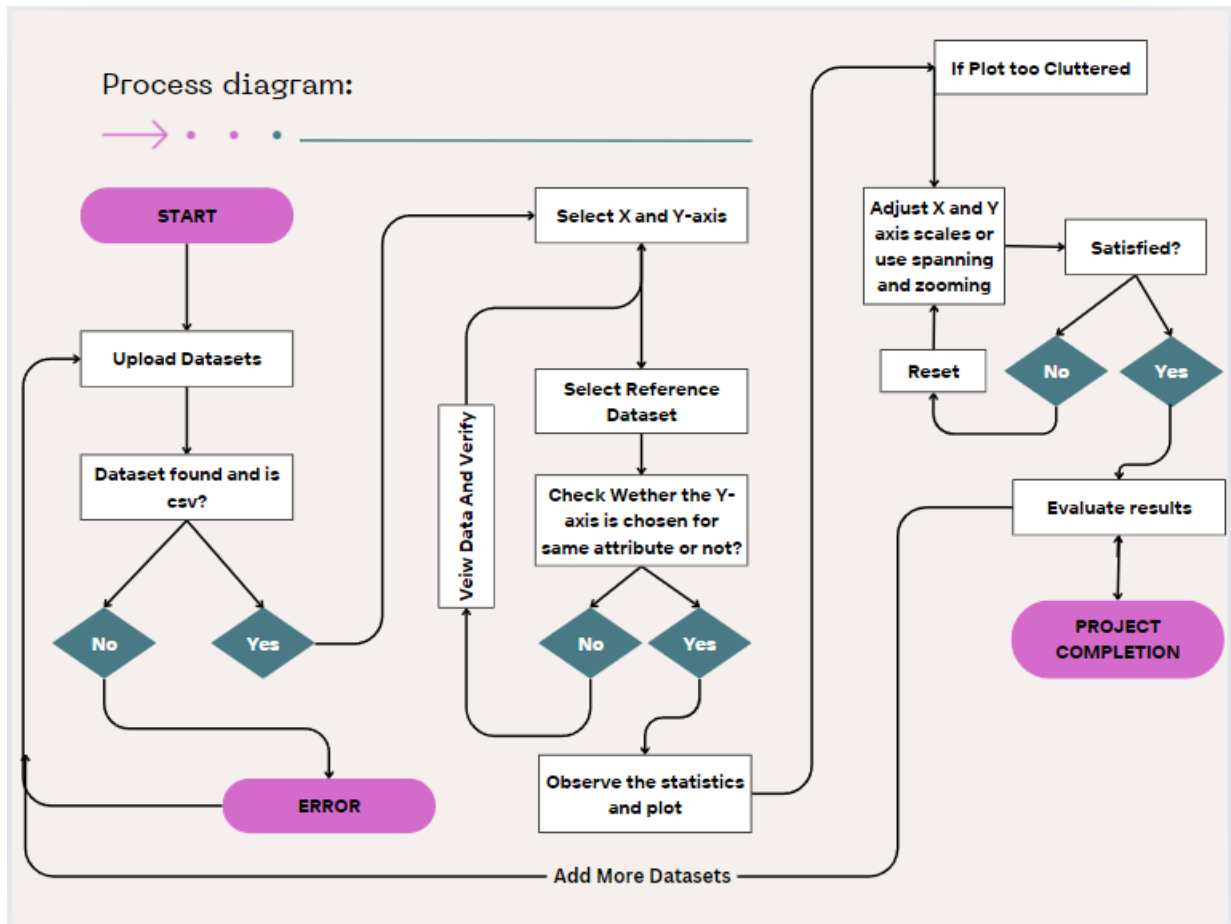 Process diagram:
START
Upload Datasets
Dataset found and is
csv?
No
Yes
ERROR
Select X and Y-axis
Veiw Data And Verify
Select Reference
Dataset
Check Wether the Y-
axis is chosen for
same attribute or not?
No
Yes
Observe the statistics
and plot
If Plot too Cluttered
Adjust X and Y
axis scales or
use spanning
and zooming
Satisfied?
Reset
No
Yes
Evaluate results
PROJECT
COMPLETION
Add More Datasets